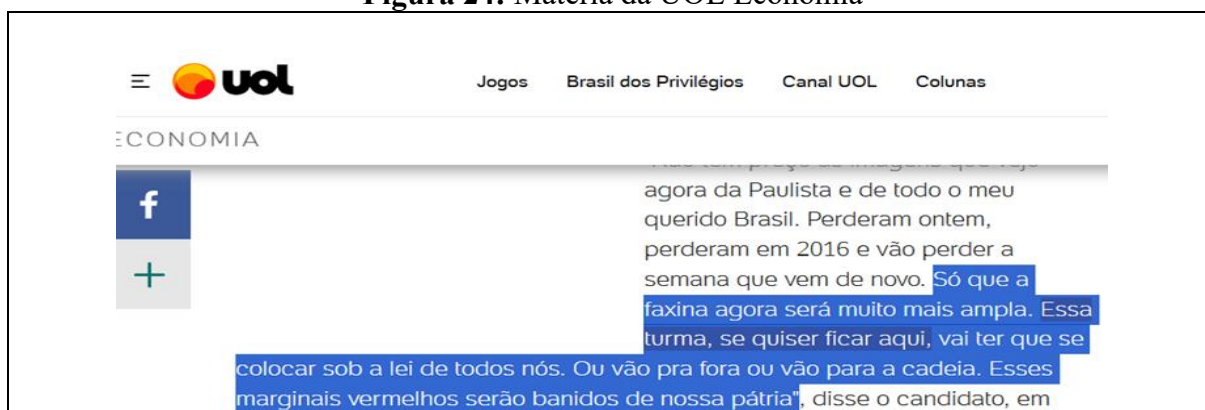 Figura 24: Matéria da UOL Economia
uol Jogos Brasil dos Privilégios Canal UOL Colunas
ECONOMIA
agora da Paulista e de todo o meu
querido Brasil. Perderam ontem,
perderam em 2016 e vão perder a
semana que vem de novo. Só que a
faxina agora será muito mais ampla. Essa
turma, se quiser ficar aqui, vai ter que se
colocar sob a lei de todos nós. Ou vão pra fora ou vão para a cadeia. Esses
marginais vermelhos serão banidos de nossa pátria", disse o candidato, em